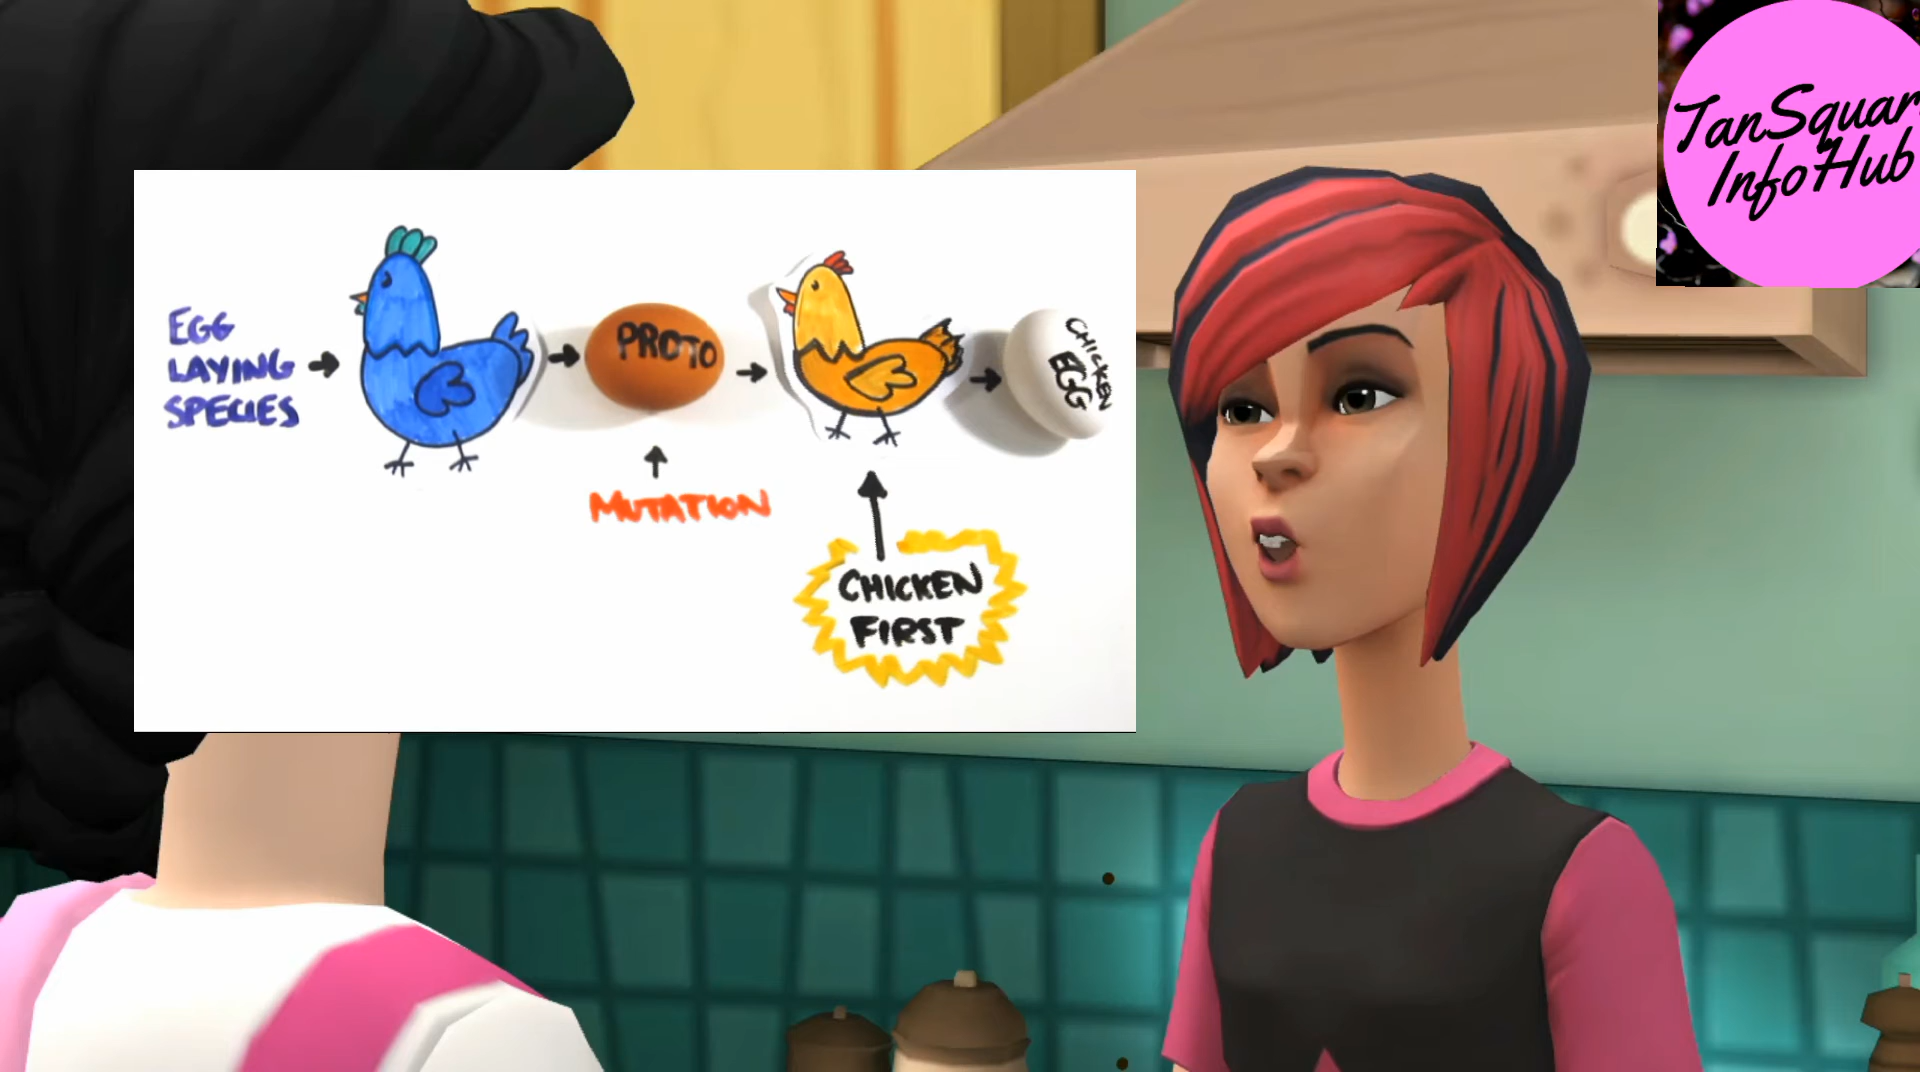 EGG
LAYING
SPECIES
PROTO
MUTATION
CHICKEN
EGG
CHICKEN
FIRST
TanSquar
InfoHub